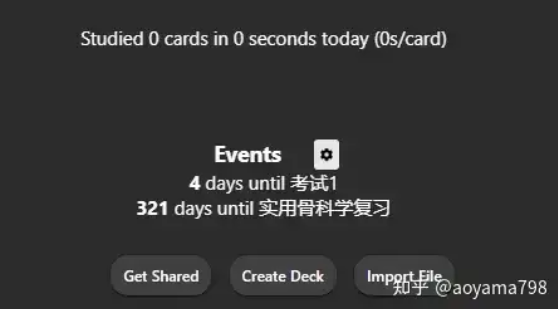 Studied 0 cards in 0 seconds today (0s/card)
Events
4 days until 考试1
321 days until 实用骨科学复习
Get Shared Create Deck Import File
知乎 @aoyama798